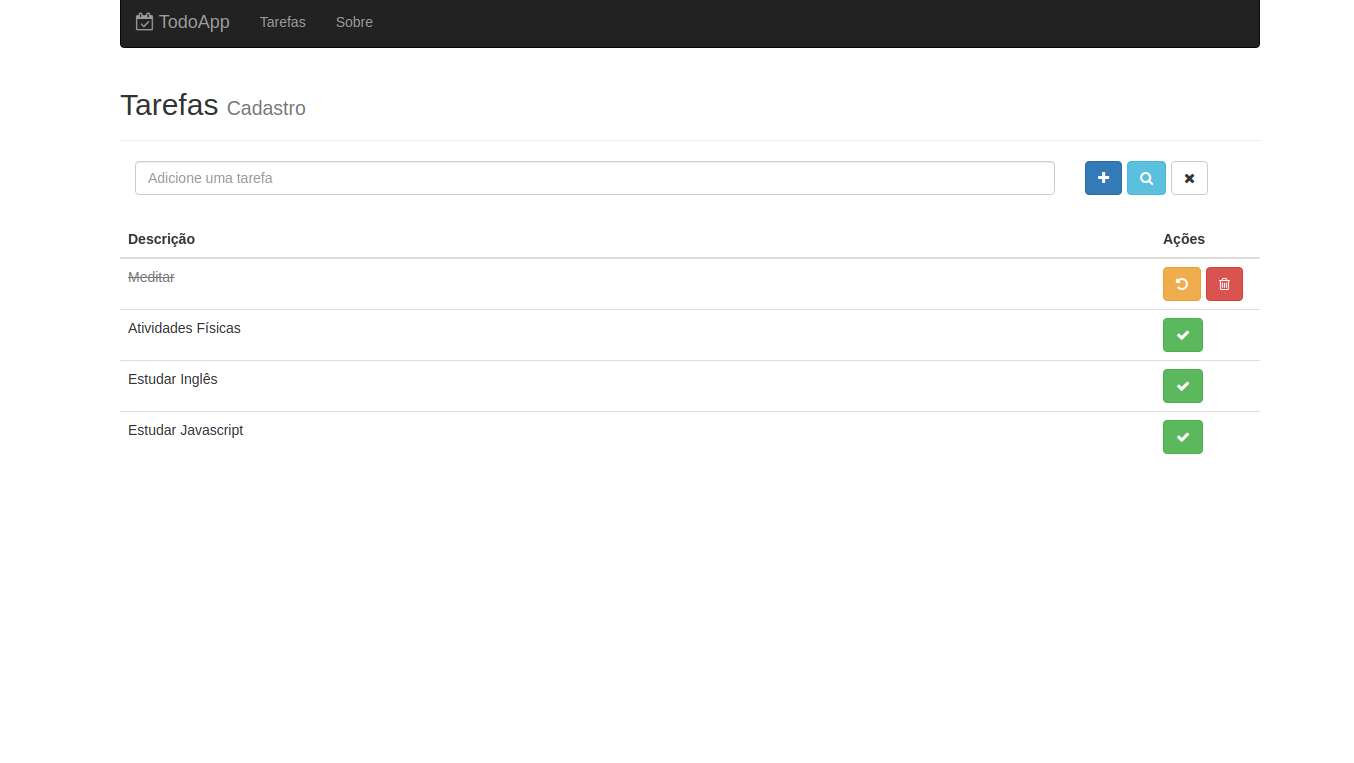 TodoApp Tarefas Sobre
Tarefas Cadastro
Adicione uma tarefa
Descrição Ações
Meditar
Atividades Físicas
Estudar Inglês
Estudar Javascript